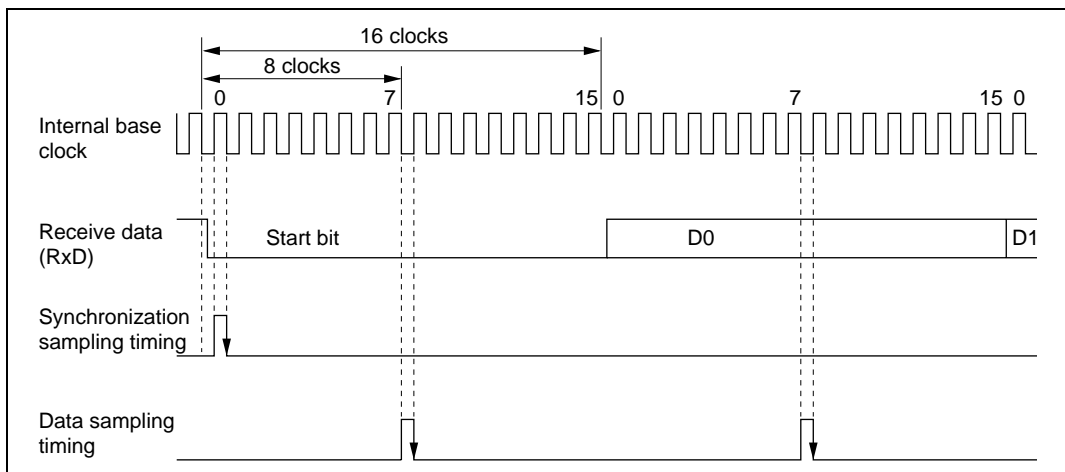 16 clocks
8 clocks
0 7 15 0 7 15 0
Internal base
clock
Receive data
(RxD)
Start bit D0 D1
Synchronization
sampling timing
Data sampling
timing